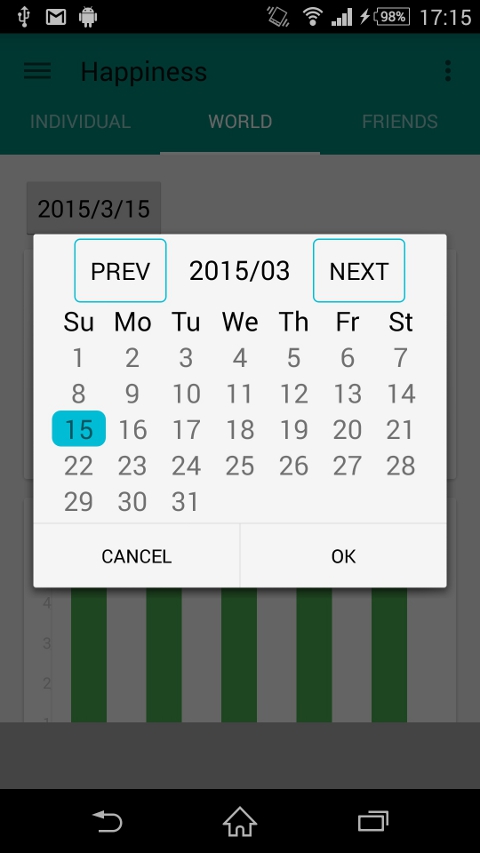 98% 17:15
Happiness
INDIVIDUAL WORLD FRIENDS
2015/3/15
PREV 2015/03 NEXT
Su Mo Tu We Th Fr St
1 2 3 4 5 6 7
8 9 10 11 12 13 14
15 16 17 18 19 20 21
22 23 24 25 26 27 28
29 30 31
CANCEL OK
4
3
2
1